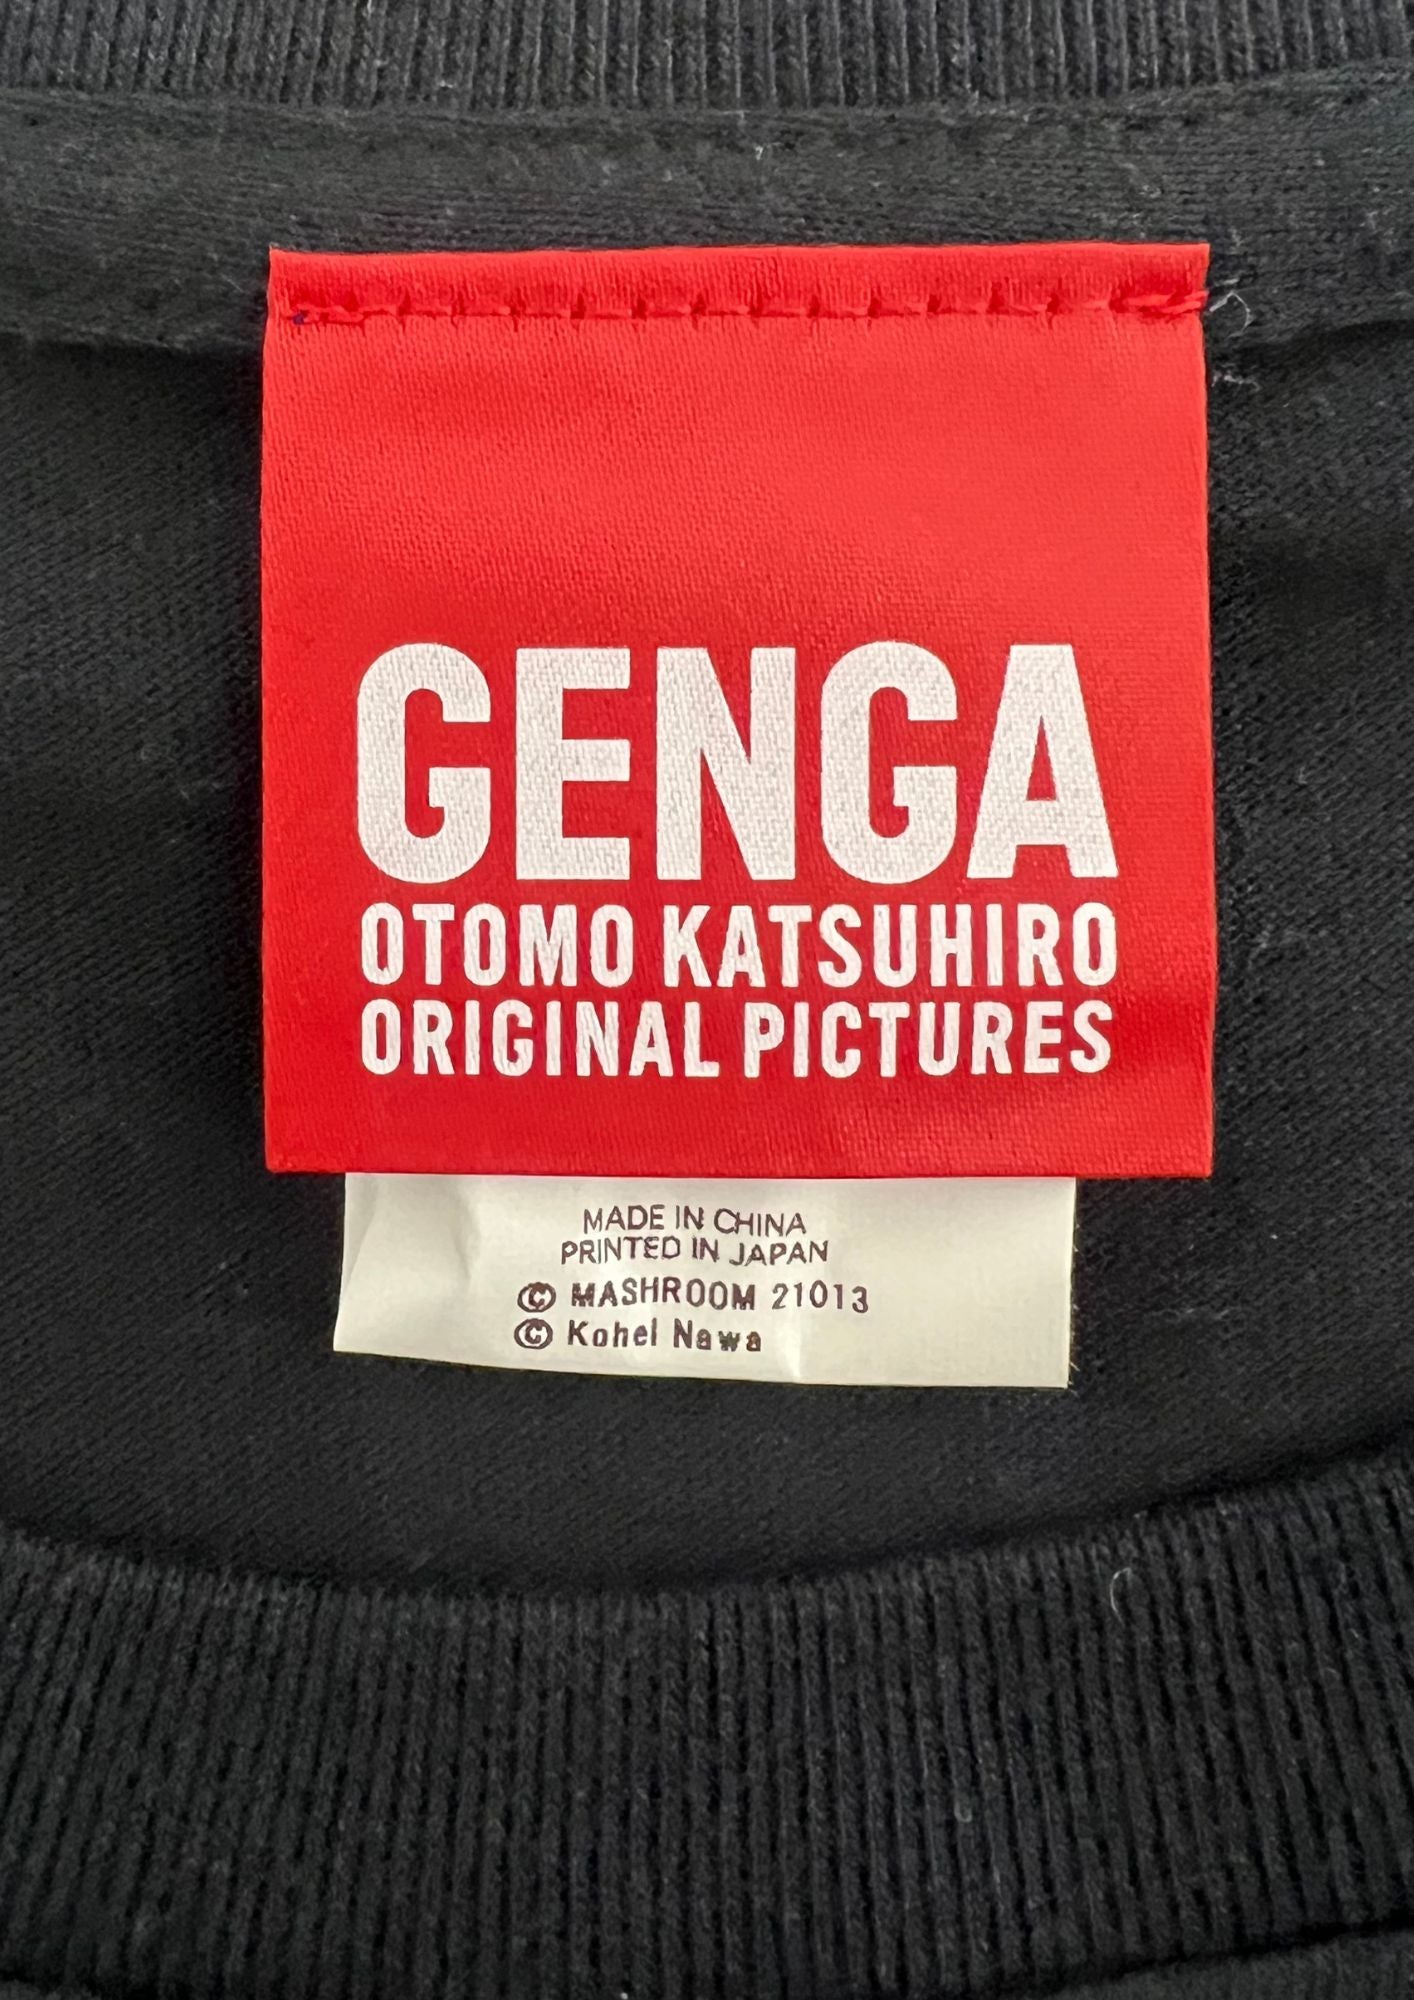 GENGA
OTOMO KATSUHIRO
ORIGINAL PICTURES
MADE IN CHINA
PRINTED IN JAPAN
© MASHROOM 21013
© Kohei Nawa